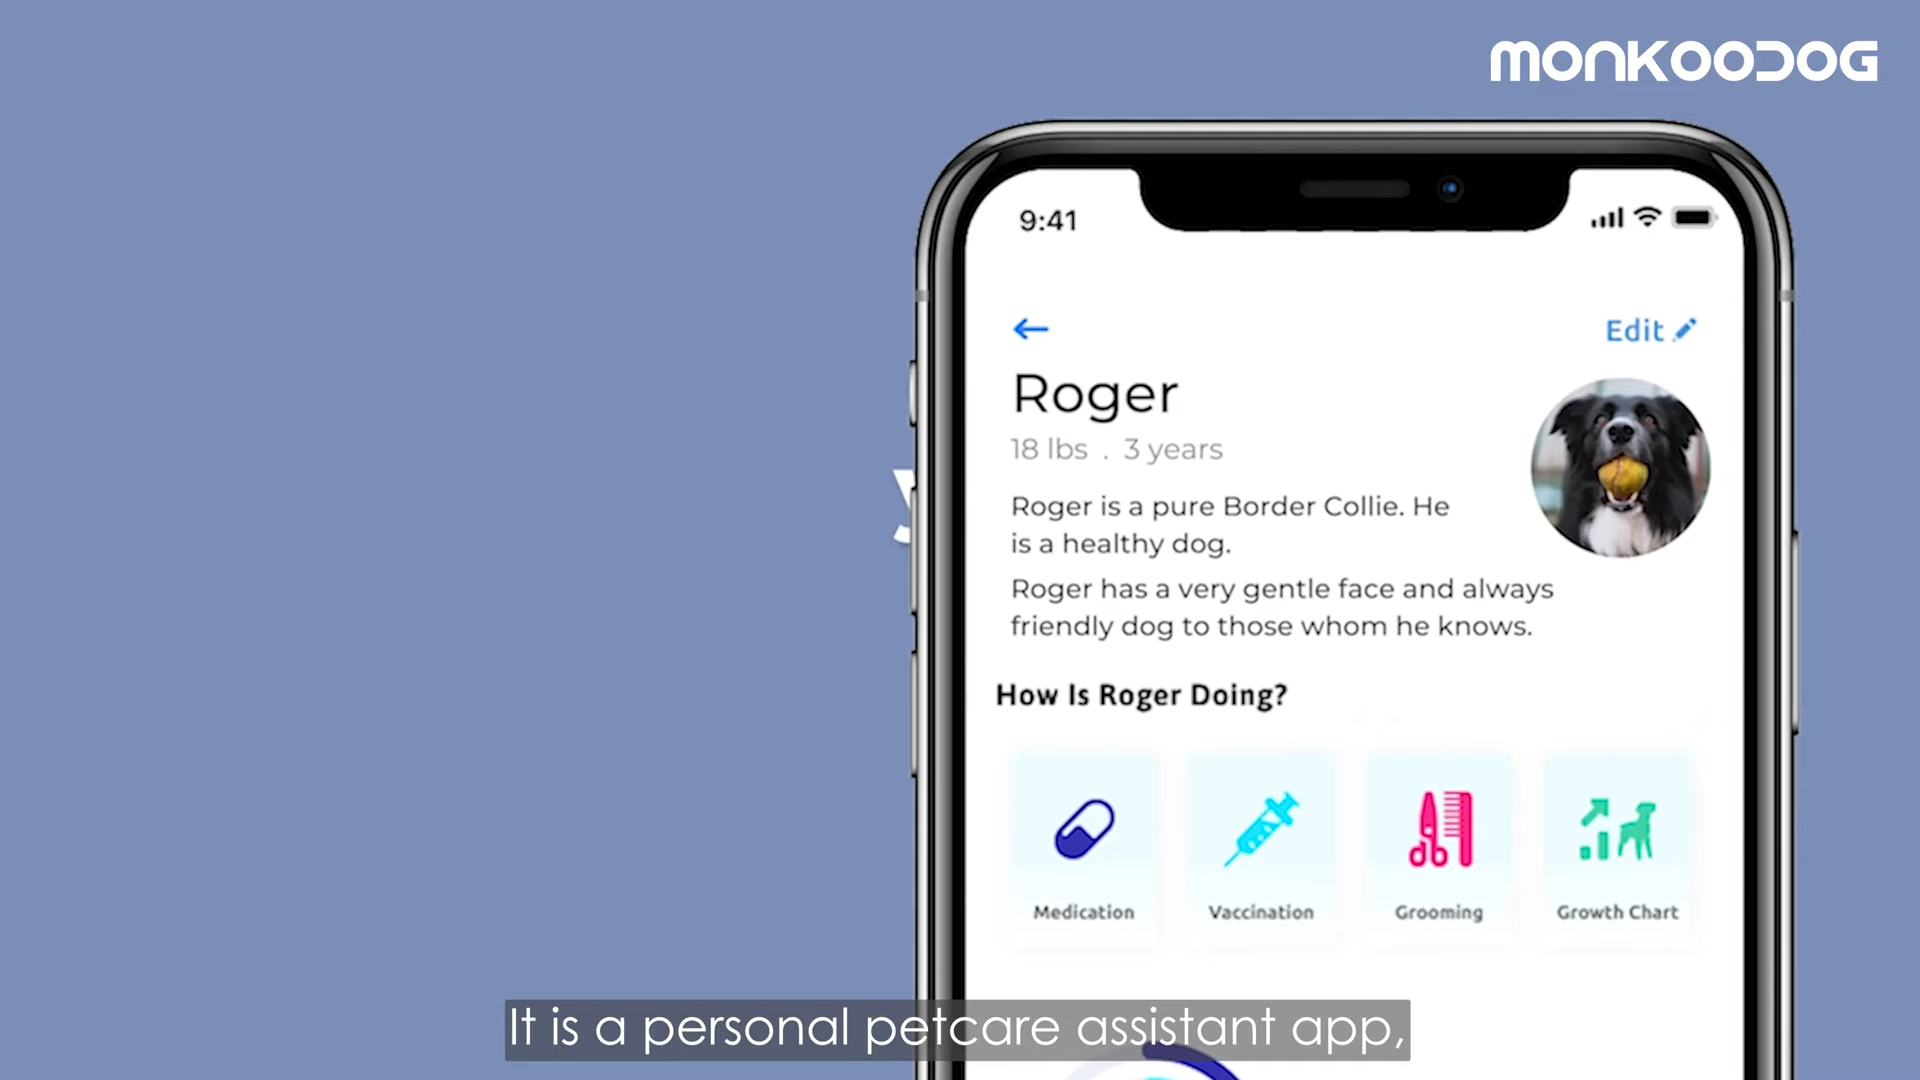 MONKOODOG
9:41
Edit
Roger
18 lbs . 3 years
Roger is a pure Border Collie. He
is a healthy dog.
Roger has a very gentle face and always
friendly dog to those whom he knows.
How Is Roger Doing?
Medication
Vaccination
Grooming
Growth Chart
It is a personal petcare assistant app,